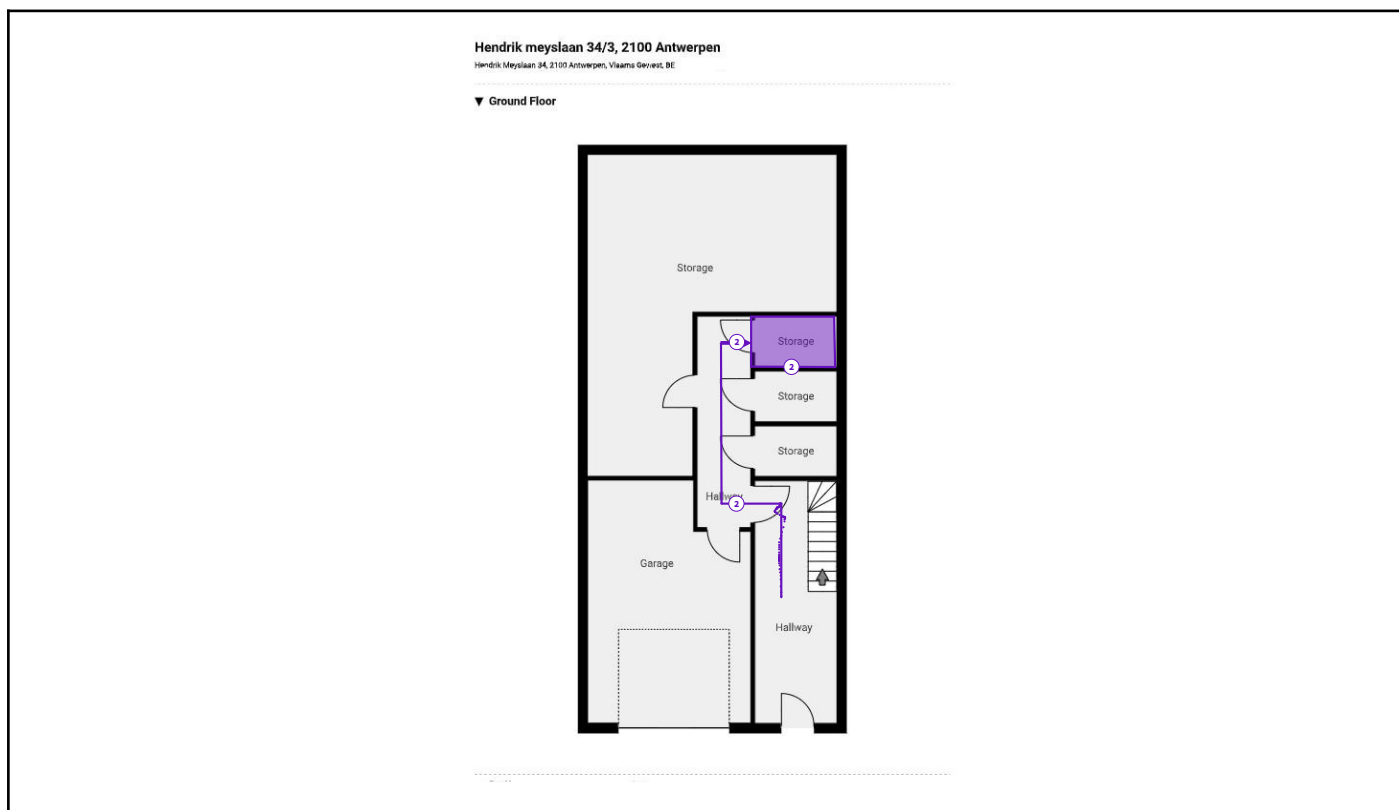 Hendrik meyslaan 34/3, 2100 Antwerpen
Hendrik Meyslaan 34, 2100 Antwerpen, Vlaams Gewest, BE
▼ Ground Floor
Storage
Storage
2
2
Storage
Storage
Hallway
2
Garage
Hallway